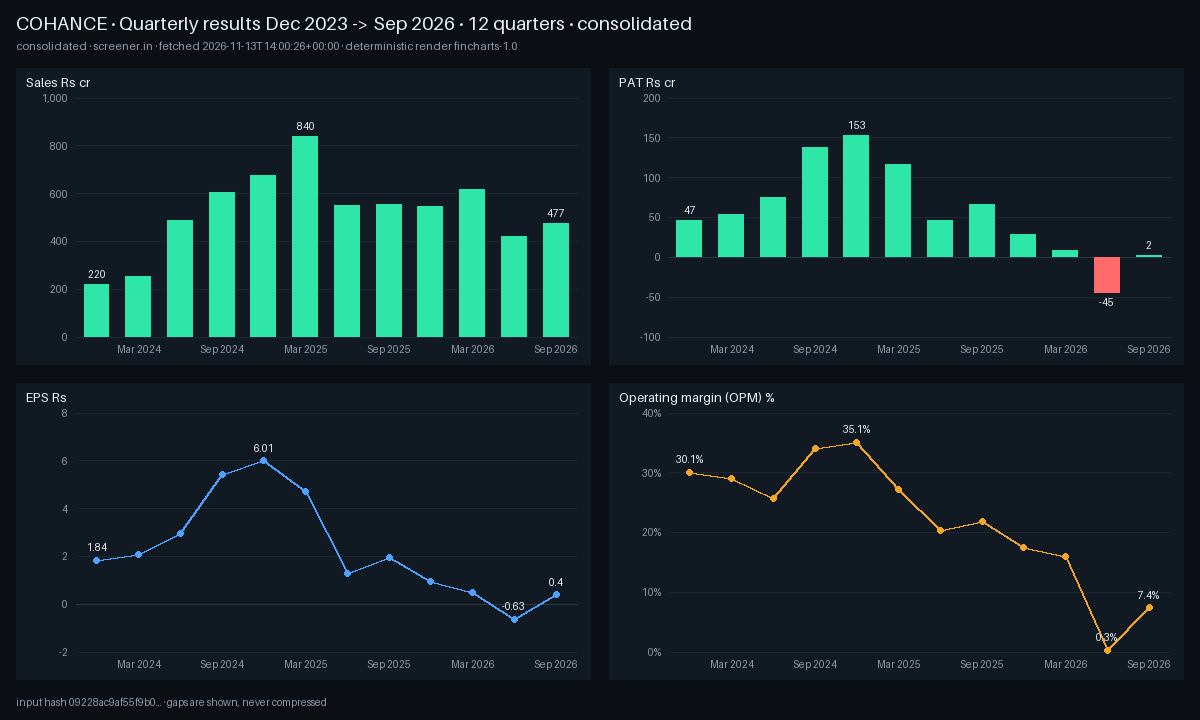 COHANCE · Quarterly results Dec 2023 -> Sep 2026 · 12 quarters · consolidated
consolidated · screener.in · fetched 2026-11-13T14:00:26+00:00 · deterministic render fincharts-1.0
Sales Rs cr
1,000
800
600
400
200
0
220
840
477
Mar 2024
Sep 2024
Mar 2025
Sep 2025
Mar 2026
Sep 2026
PAT Rs cr
200
150
100
50
0
-50
-100
47
153
-45
2
Mar 2024
Sep 2024
Mar 2025
Sep 2025
Mar 2026
Sep 2026
EPS Rs
8
6
4
2
0
-2
1.84
6.01
-0.63
0.4
Mar 2024
Sep 2024
Mar 2025
Sep 2025
Mar 2026
Sep 2026
Operating margin (OPM) %
40%
30%
20%
10%
0%
30.1%
35.1%
0.3%
7.4%
Mar 2024
Sep 2024
Mar 2025
Sep 2025
Mar 2026
Sep 2026
input hash 09228ac9af55f9b0… · gaps are shown, never compressed